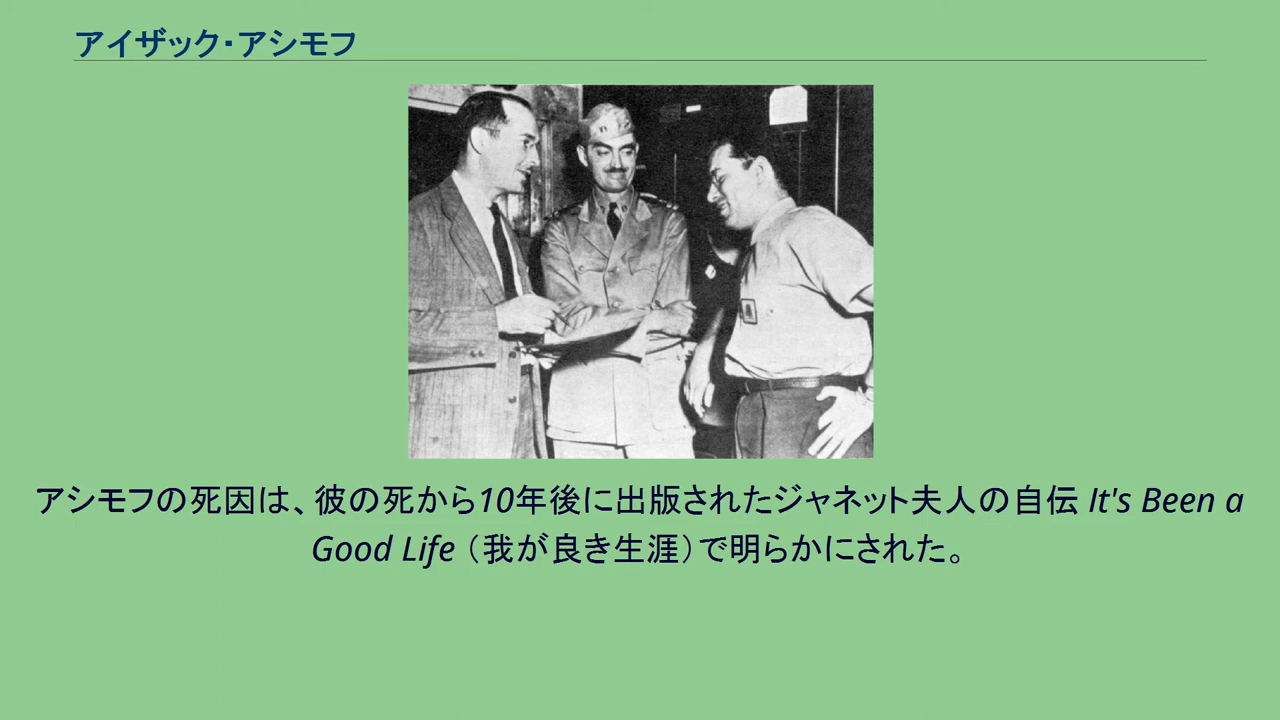 アイザック・アシモフ
アシモフの死因は、彼の死から10年後に出版されたジャネット夫人の自伝 It's Been a
Good Life （我が良き生涯）で明らかにされた。